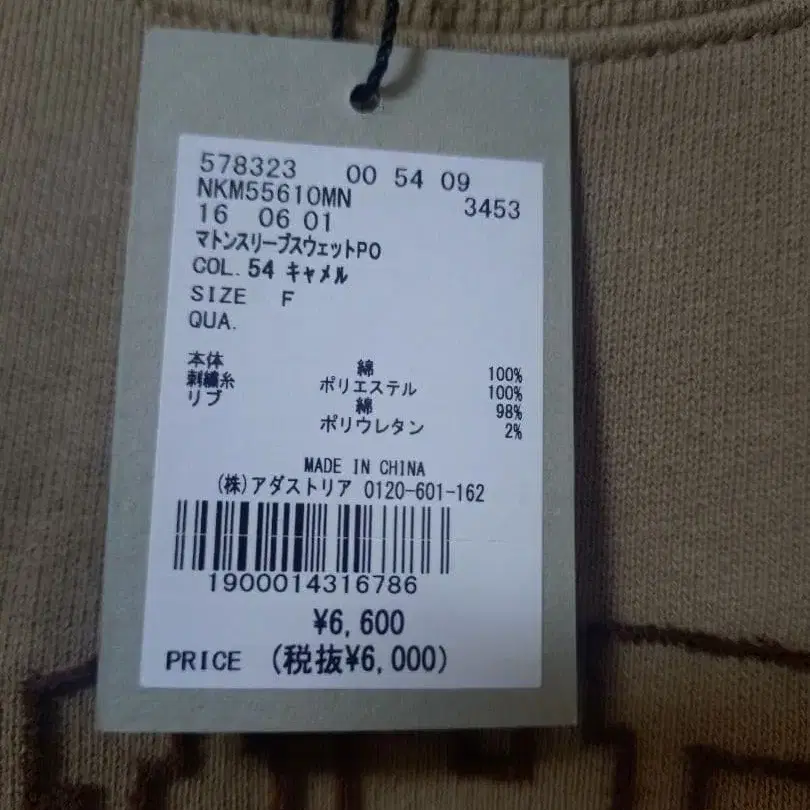 578323 00 54 09
NKM55610MN 3453
16 06 01
マトンスリーブスウェットPO
COL. 54 キャメル
SIZE F
QUA.
本体 綿 100%
刺繍糸 ポリエステル 100%
リブ 綿 98%
ポリウレタン 2%
MADE IN CHINA
(株)アダストリア 0120-601-162
1900014316786
¥6,600
PRICE (税抜¥6,000)